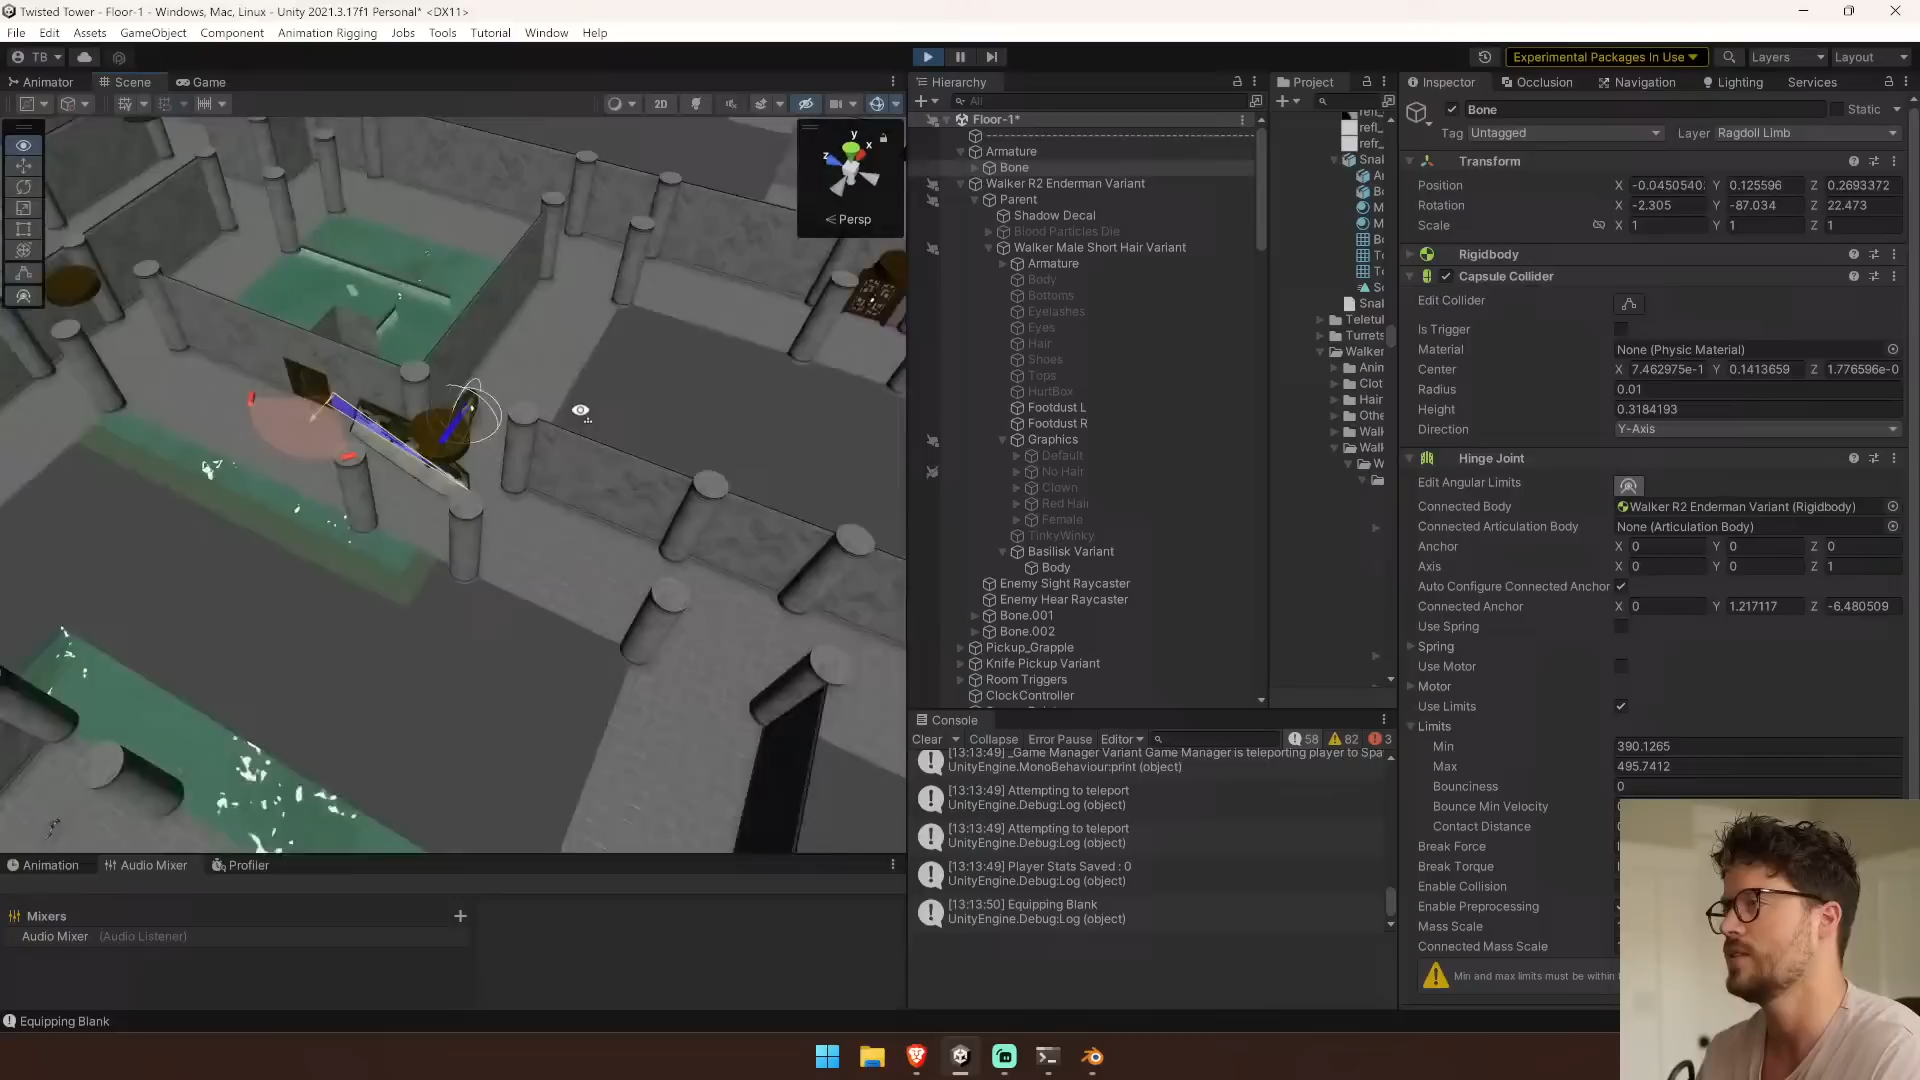 Twisted Tower - Floor-1 - Windows, Mac, Linux - Unity 2021.3.17f1 Personal* <DX11>
File Edit Assets GameObject Component Animation Rigging Jobs Tools Tutorial Window Help
TB Experimental Packages In Use Layers Layout
Animator Scene Game
2D
y
x
z
Persp
Hierarchy
All
Floor-1*
Armature
Bone
Walker R2 Enderman Variant
Parent
Shadow Decal
Blood Particles Die
Walker Male Short Hair Variant
Armature
Body
Bottoms
Eyelashes
Eyes
Hair
Shoes
Tops
HurtBox
Footdust L
Footdust R
Graphics
Default
No Hair
Clown
Red Hair
Female
TinkyWinky
Basilisk Variant
Body
Enemy Sight Raycaster
Enemy Hear Raycaster
Bone.001
Bone.002
Pickup_Grapple
Knife Pickup Variant
Room Triggers
ClockController
Project
refl_
refr_
Snak
Teletul
Turrets
Walker
Anin
Clot
Hair
Othe
Walk
Walk
Inspector Occlusion Navigation Lighting Services
Bone Static
Tag Untagged Layer Ragdoll Limb
Transform
Position X -0.0450540 Y 0.125596 Z 0.2693372
Rotation X -2.305 Y -87.034 Z 22.473
Scale X 1 Y 1 Z 1
Rigidbody
Capsule Collider
Edit Collider
Is Trigger
Material None (Physic Material)
Center X 7.462975e-1 Y 0.1413659 Z 1.776596e-0
Radius 0.01
Height 0.3184193
Direction Y-Axis
Hinge Joint
Edit Angular Limits
Connected Body Walker R2 Enderman Variant (Rigidbody)
Connected Articulation Body None (Articulation Body)
Anchor X 0 Y 0 Z 0
Axis X 0 Y 0 Z 1
Auto Configure Connected Anchor
Connected Anchor X 0 Y 1.217117 Z -6.480509
Use Spring
Spring
Use Motor
Motor
Use Limits
Limits
Min 390.1265
Max 495.7412
Bounciness 0
Bounce Min Velocity
Contact Distance
Break Force
Break Torque
Enable Collision
Enable Preprocessing
Mass Scale
Connected Mass Scale
Min and max limits must be within
Console
Clear Collapse Error Pause Editor 58 82 3
[13:13:49] _Game Manager Variant Game Manager is teleporting player to Spa
UnityEngine.MonoBehaviour:print (object)
[13:13:49] Attempting to teleport
UnityEngine.Debug:Log (object)
[13:13:49] Attempting to teleport
UnityEngine.Debug:Log (object)
[13:13:49] Player Stats Saved : 0
UnityEngine.Debug:Log (object)
[13:13:50] Equipping Blank
UnityEngine.Debug:Log (object)
Animation Audio Mixer Profiler
Mixers
Audio Mixer (Audio Listener)
Equipping Blank